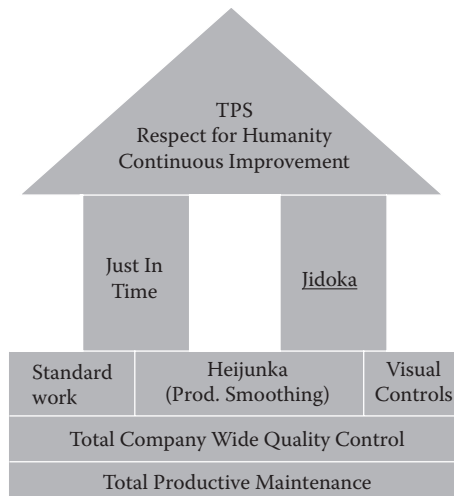 TPS
Respect for Humanity
Continuous Improvement
Just In
Time
Jidoka
Standard
work
Heijunka
(Prod. Smoothing)
Visual
Controls
Total Company Wide Quality Control
Total Productive Maintenance